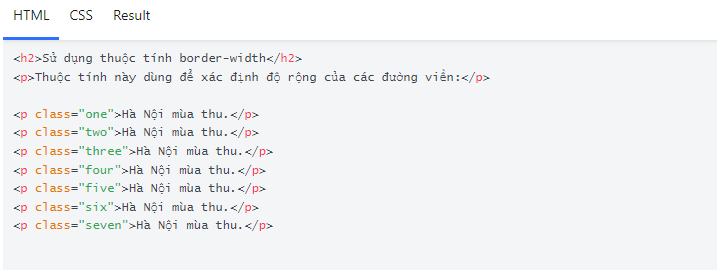 HTML CSS Result
<h2>Sử dụng thuộc tính border-width</h2>
<p>Thuộc tính này dùng để xác định độ rộng của các đường viền:</p>
<p class="one">Hà Nội mùa thu.</p>
<p class="two">Hà Nội mùa thu.</p>
<p class="three">Hà Nội mùa thu.</p>
<p class="four">Hà Nội mùa thu.</p>
<p class="five">Hà Nội mùa thu.</p>
<p class="six">Hà Nội mùa thu.</p>
<p class="seven">Hà Nội mùa thu.</p>